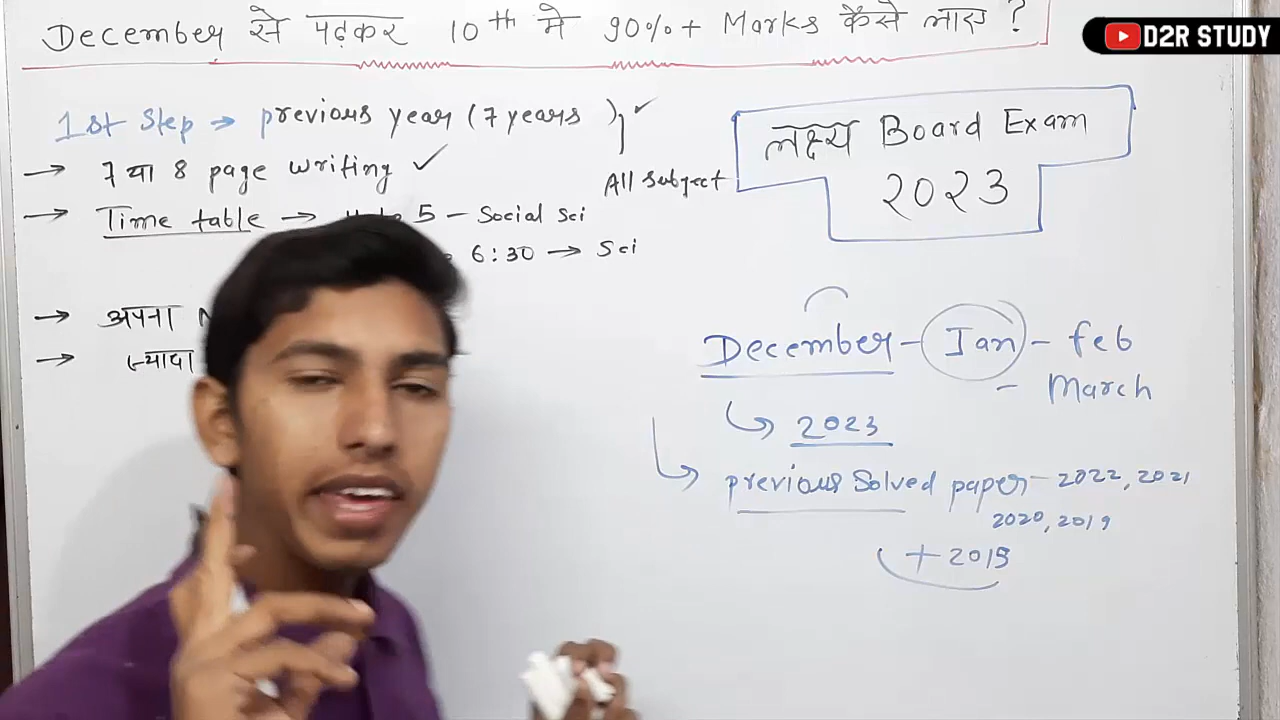 December से पढ़कर 10th मे 90%+ Marks कैसे लाए ?
D2R STUDY
1st Step → previous year (7 years )
All Subject
→ 7 या 8 page writing ✓
→ Time table → 5 – Social Sci
6:30 → Sci
→ अपना
→ ज्यादा
लक्ष्य Board Exam
2023
December – Jan – feb
– March
2023
previous Solved paper – 2022, 2021
2020, 2019
+ 2015